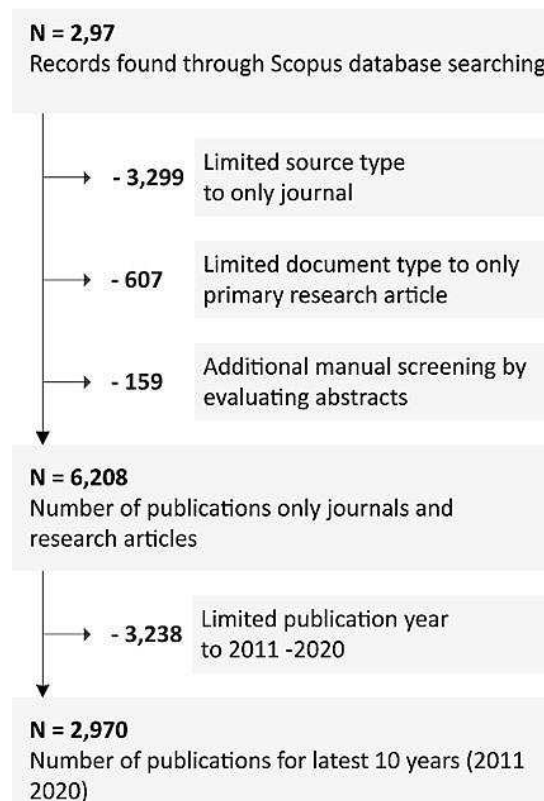 N = 2,97
Records found through Scopus database searching
- 3,299
Limited source type
to only journal
- 607
Limited document type to only
primary research article
- 159
Additional manual screening by
evaluating abstracts
N = 6,208
Number of publications only journals and
research articles
- 3,238
Limited publication year
to 2011 -2020
N = 2,970
Number of publications for latest 10 years (2011
2020)